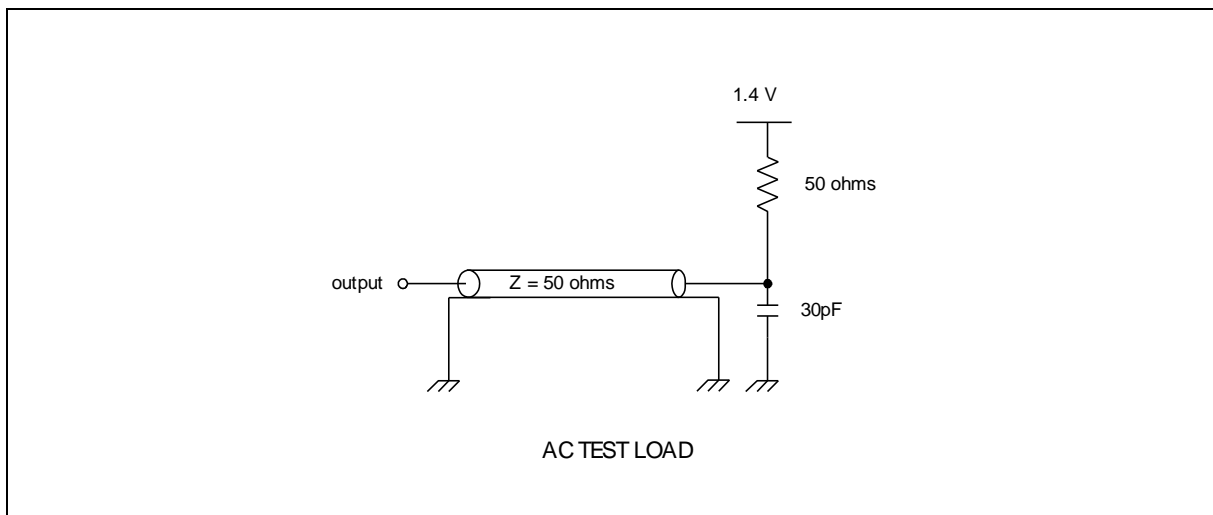 1.4 V
50 ohms
output
Z = 50 ohms
30pF
AC TEST LOAD